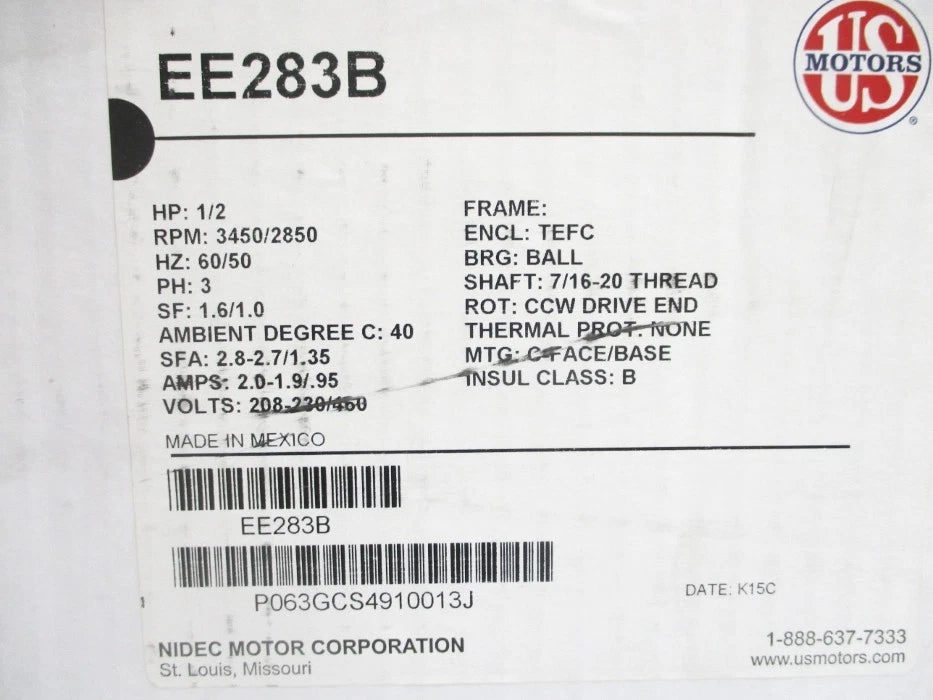 EE283B
US
MOTORS
®
HP: 1/2
RPM: 3450/2850
HZ: 60/50
PH: 3
SF: 1.6/1.0
AMBIENT DEGREE C: 40
SFA: 2.8-2.7/1.35
AMPS: 2.0-1.9/.95
VOLTS: 208-230/460
FRAME:
ENCL: TEFC
BRG: BALL
SHAFT: 7/16-20 THREAD
ROT: CCW DRIVE END
THERMAL PROT: NONE
MTG: C-FACE/BASE
INSUL CLASS: B
MADE IN MEXICO
EE283B
P063GCS4910013J
DATE: K15C
NIDEC MOTOR CORPORATION
St. Louis, Missouri
1-888-637-7333
www.usmotors.com